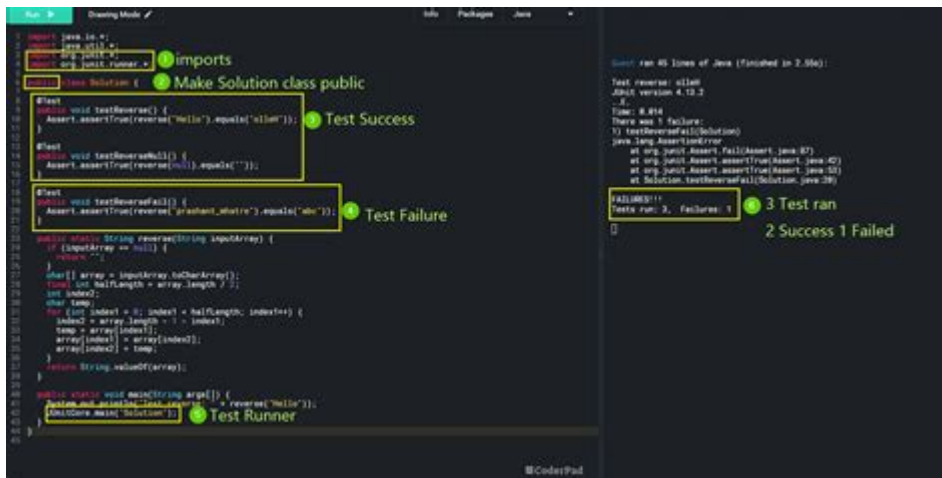 Run
Drawing Mode
Info Packages Java
1 import java.io.*;
2 import java.util.*;
3 import org.junit.*;
4 import org.junit.runner.*;
1 imports
6 public class Solution {
2 Make Solution class public
@Test
public void testReverse() {
Assert.assertTrue(reverse("Hello").equals("olleH"));
}
3 Test Success
@Test
public void testReverseNull() {
Assert.assertTrue(reverse(null).equals(""));
}
@Test
public void testReverseFail() {
Assert.assertTrue(reverse("prashant_mhatre").equals("abc"));
}
4 Test Failure
public static String reverse(String inputArray) {
if (inputArray == null) {
return "";
}
char[] array = inputArray.toCharArray();
final int halfLength = array.length / 2;
int index2;
char temp;
for (int index1 = 0; index1 < halfLength; index1++) {
index2 = array.length - 1 - index1;
temp = array[index1];
array[index1] = array[index2];
array[index2] = temp;
}
return String.valueOf(array);
}
public static void main(String args[]) {
System.out.println("Test reverse: " + reverse("Hello"));
JUnitCore.main("Solution");
5 Test Runner
}
}
CoderPad
Guest ran 45 lines of Java (finished in 2.55s):
Test reverse: olleH
JUnit version 4.13.2
..E.
Time: 0.014
There was 1 failure:
1) testReverseFail(Solution)
java.lang.AssertionError
at org.junit.Assert.fail(Assert.java:87)
at org.junit.Assert.assertTrue(Assert.java:42)
at org.junit.Assert.assertTrue(Assert.java:53)
at Solution.testReverseFail(Solution.java:20)
FAILURES!!!
Tests run: 3, Failures: 1
6 3 Test ran
2 Success 1 Failed